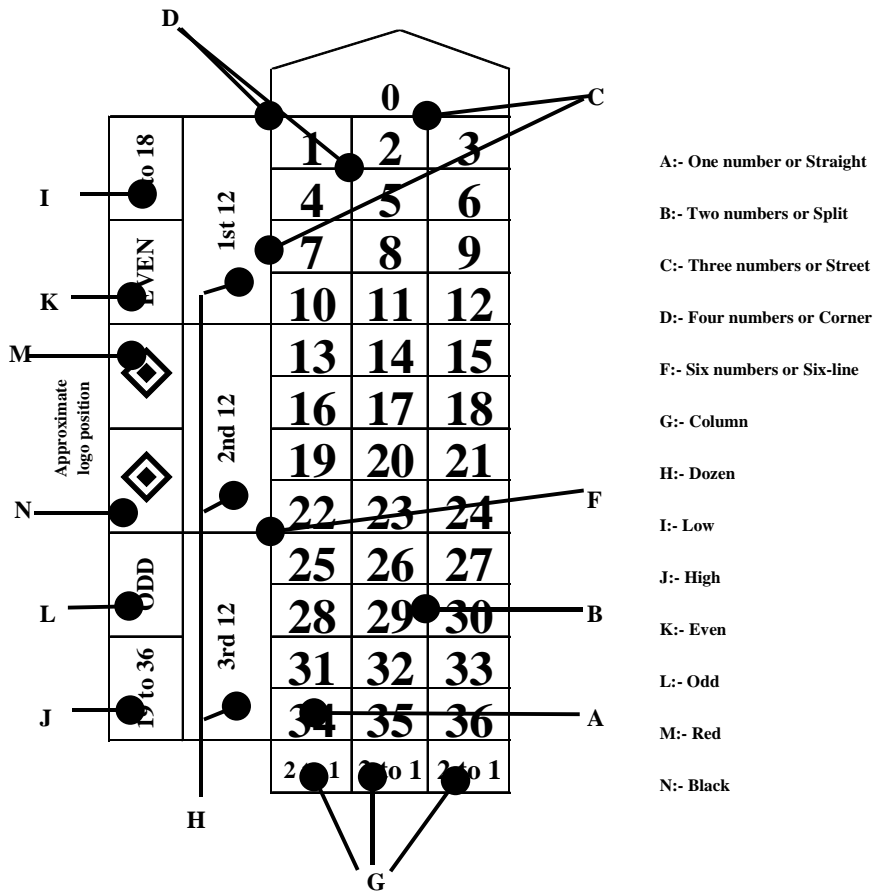 D
0
C
1 2 3
4 5 6
7 8 9
10 11 12
13 14 15
16 17 18
19 20 21
22 23 24
25 26 27
28 29 30
31 32 33
34 35 36
2 to 1 2 to 1 2 to 1
to 18
EVEN
ODD
19 to 36
1st 12
2nd 12
3rd 12
I
K
M
Approximate
logo position
N
L
J
H
G
F
B
A
A:- One number or Straight
B:- Two numbers or Split
C:- Three numbers or Street
D:- Four numbers or Corner
F:- Six numbers or Six-line
G:- Column
H:- Dozen
I:- Low
J:- High
K:- Even
L:- Odd
M:- Red
N:- Black